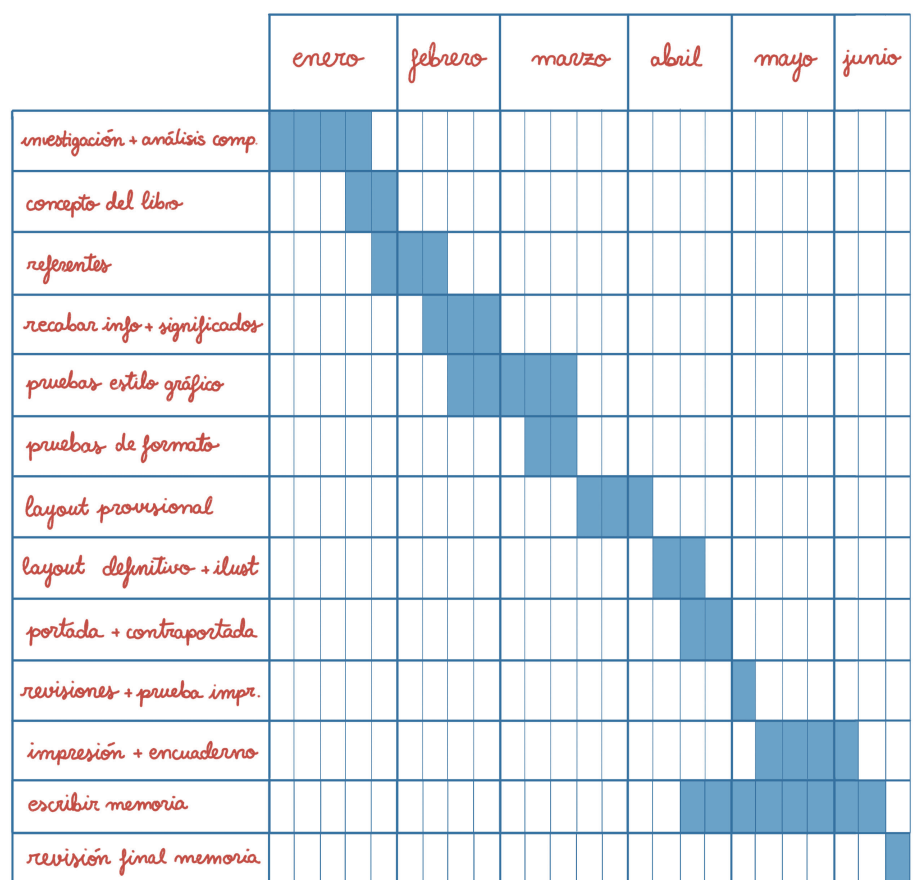 enero febrero marzo abril mayo junio
investigación + análisis comp.
concepto del libro
referentes
recabar info + significados
pruebas estilo gráfico
pruebas de formato
layout provisional
layout definitivo + ilust
portada + contraportada
revisiones + prueba impr.
impresión + encuaderno
escribir memoria
revisión final memoria